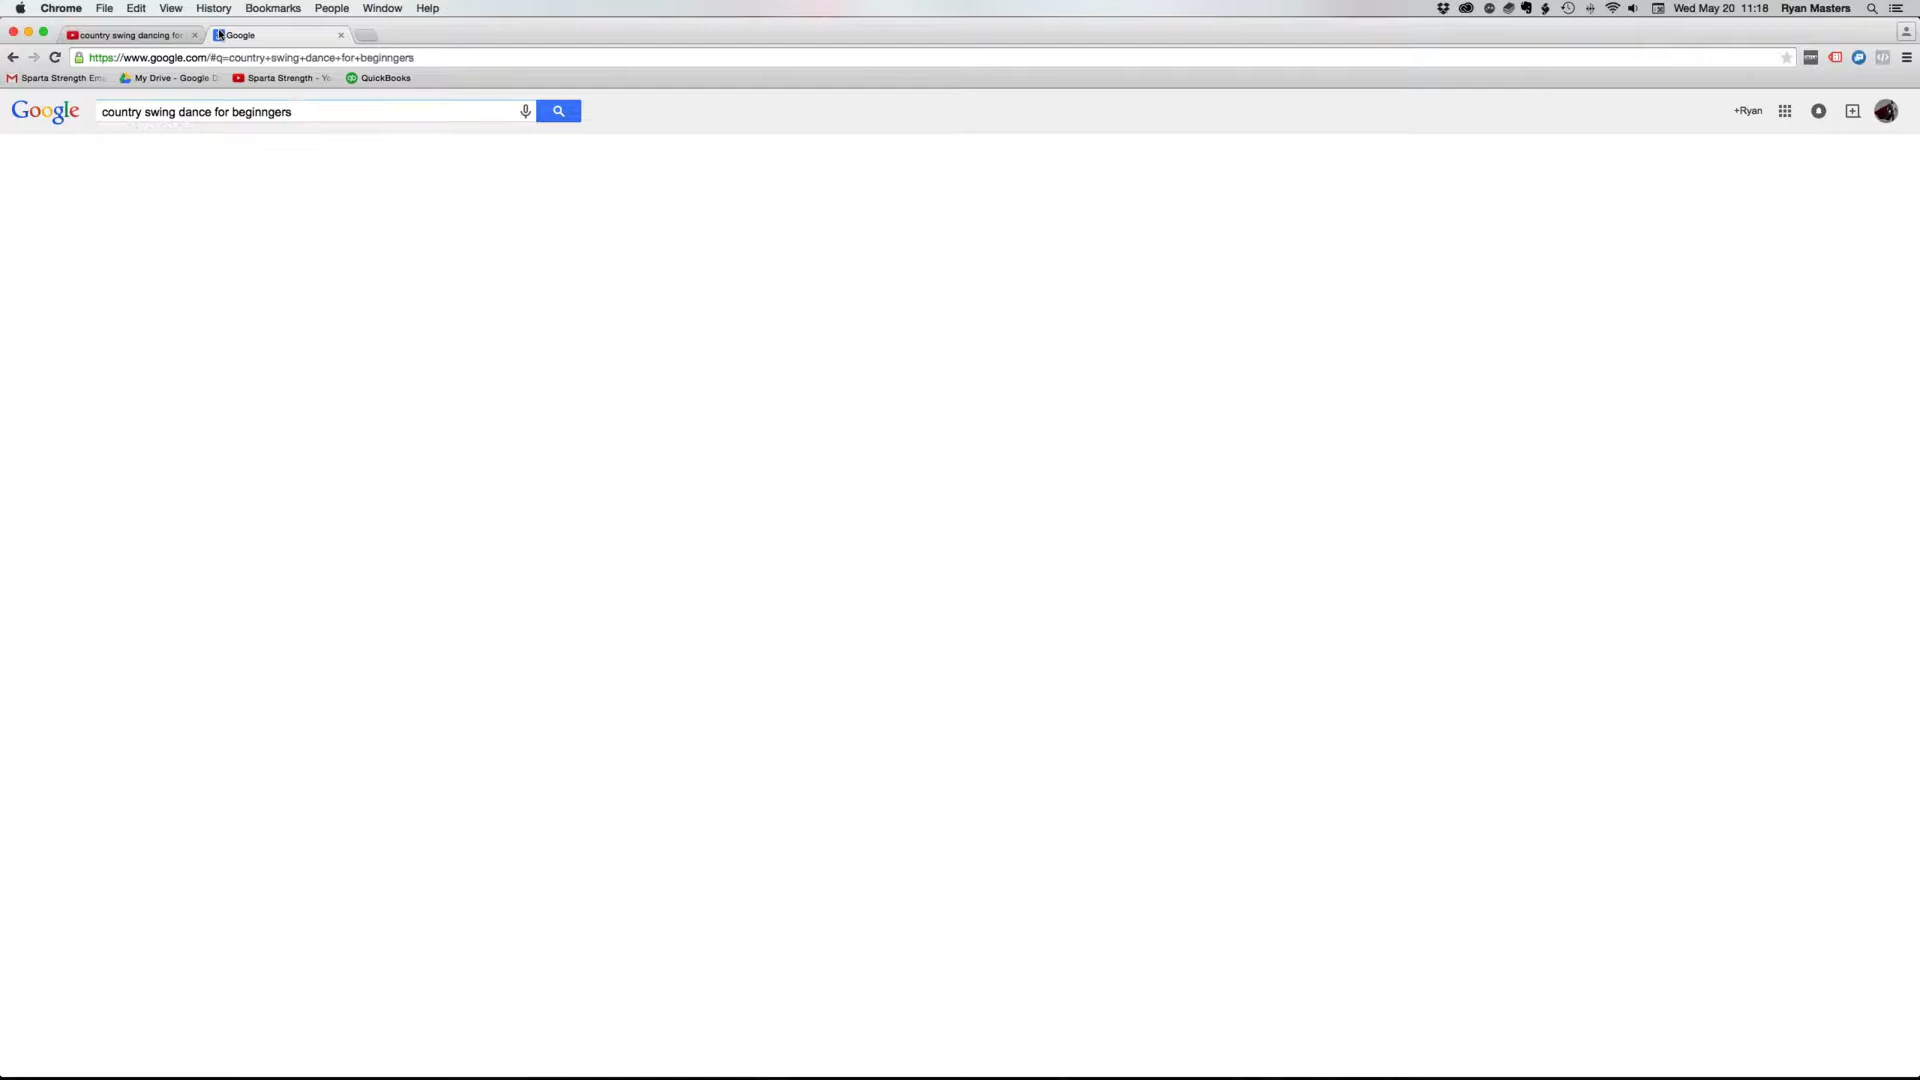 Chrome File Edit View History Bookmarks People Window Help Wed May 20 11:18 Ryan Masters
country swing dancing for Google
https://www.google.com/#q=country+swing+dance+for+beginngers
Sparta Strength Em My Drive - Google D Sparta Strength - Yo QuickBooks
Google country swing dance for beginngers +Ryan